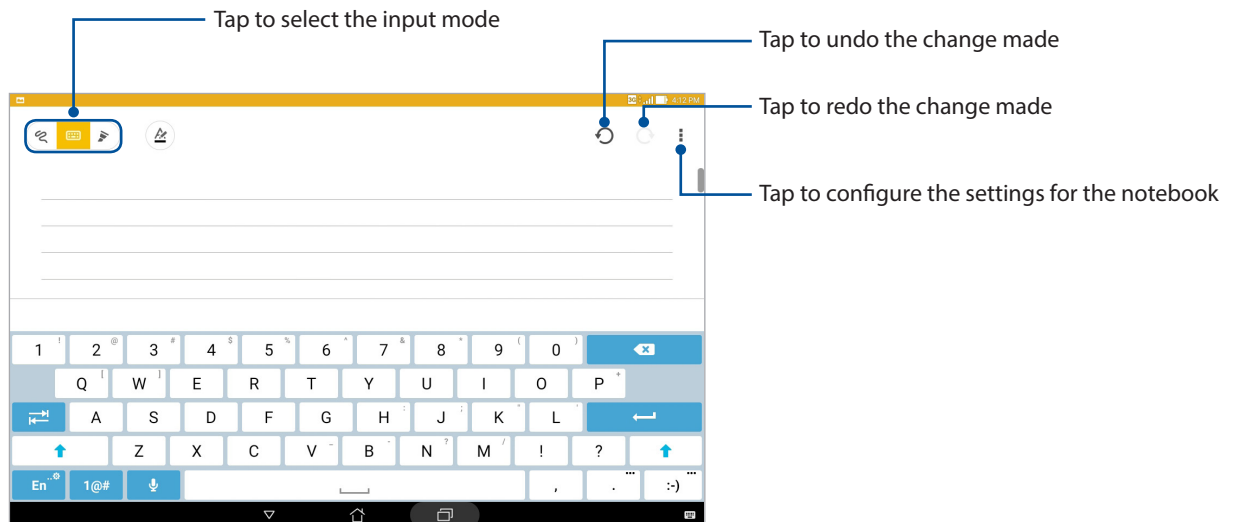 Tap to select the input mode
Tap to undo the change made
3G 4:12 PM
Tap to redo the change made
Tap to configure the settings for the notebook
1 ! 2 @ 3 # 4 $ 5 % 6 ^ 7 & 8 * 9 ( 0 )
Q [ W ] E R T Y U I O P +
A S D F G H : J ; K " L '
Z X C V - B - N ? M / ! ?
En 1@# , . :-)